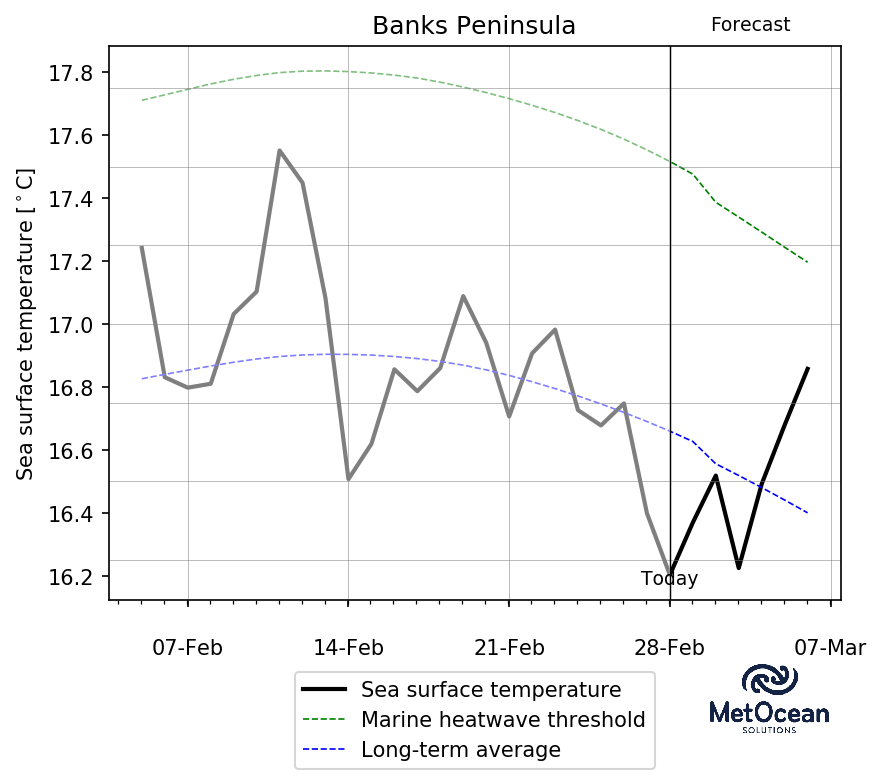 Banks Peninsula
Forecast
Sea surface temperature [°C]
17.8
17.6
17.4
17.2
17.0
16.8
16.6
16.4
16.2
Today
07-Feb 14-Feb 21-Feb 28-Feb 07-Mar
Sea surface temperature
Marine heatwave threshold
Long-term average
MetOcean
SOLUTIONS